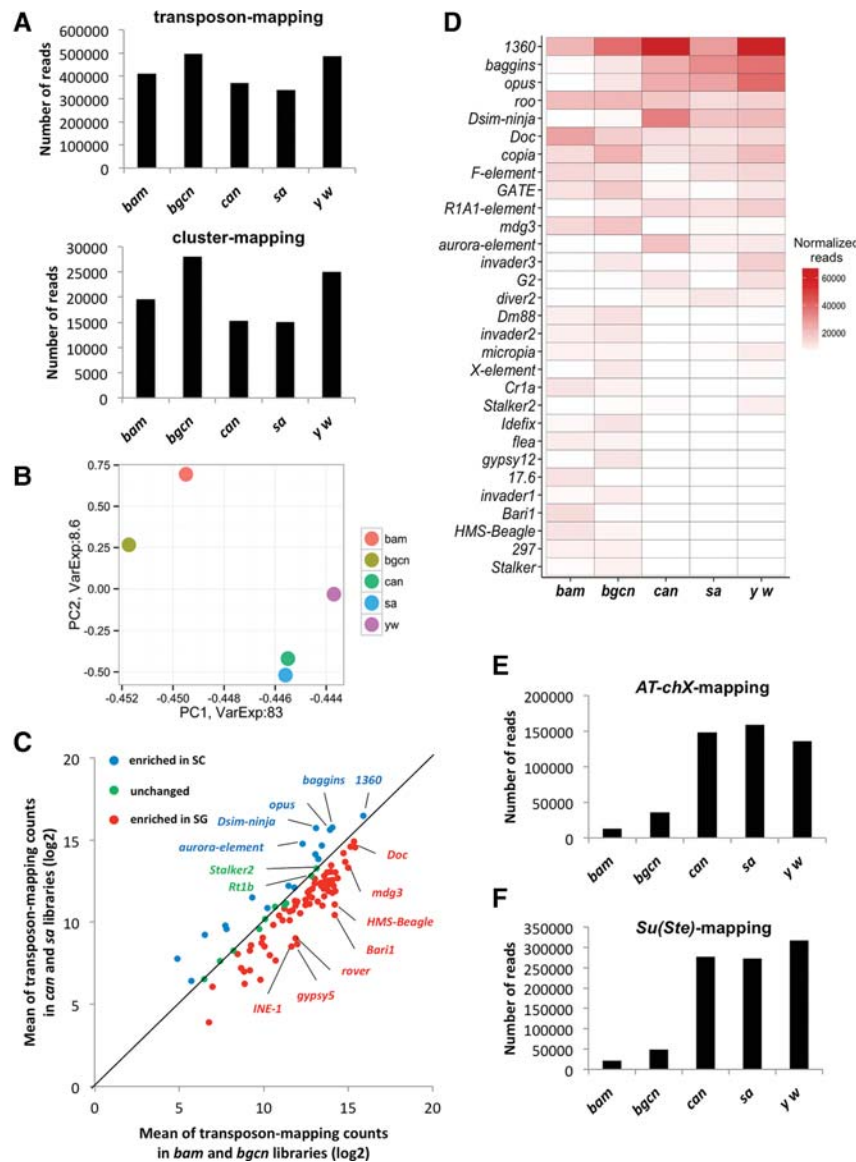 A
transposon-mapping
Number of reads
600000
500000
400000
300000
200000
100000
0
bam
bgcn
can
sa
y w
cluster-mapping
Number of reads
30000
25000
20000
15000
10000
5000
0
bam
bgcn
can
sa
y w
B
PC2, VarExp:8.6
0.75
0.50
0.25
0.00
-0.25
-0.50
-0.452
-0.450
-0.448
-0.446
-0.444
PC1, VarExp:83
bam
bgcn
can
sa
yw
C
enriched in SC
unchanged
enriched in SG
Mean of transposon-mapping counts
in can and sa libraries (log2)
20
15
10
5
0
baggins
1360
opus
Dsim-ninja
aurora-element
Stalker2
Rt1b
Doc
mdg3
HMS-Beagle
Bari1
rover
gypsy5
INE-1
0
5
10
15
20
Mean of transposon-mapping counts
in bam and bgcn libraries (log2)
D
1360
baggins
opus
roo
Dsim-ninja
Doc
copia
F-element
GATE
R1A1-element
mdg3
aurora-element
invader3
G2
diver2
Dm88
invader2
micropia
X-element
Cr1a
Stalker2
Idefix
flea
gypsy12
17.6
invader1
Bari1
HMS-Beagle
297
Stalker
bam
bgcn
can
sa
y w
Normalized
reads
60000
40000
20000
E
AT-chX-mapping
Number of reads
200000
150000
100000
50000
0
bam
bgcn
can
sa
y w
F
Su(Ste)-mapping
Number of reads
350000
300000
250000
200000
150000
100000
50000
0
bam
bgcn
can
sa
y w